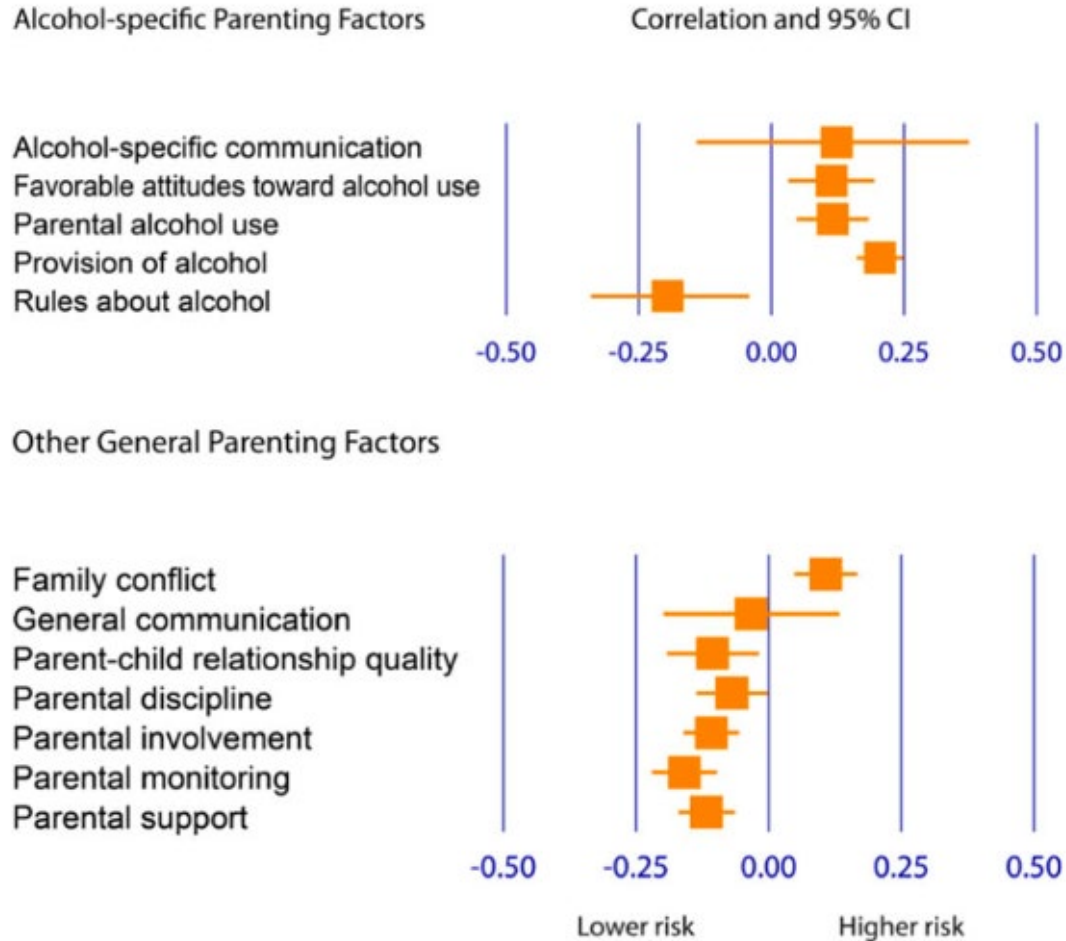 Alcohol-specific Parenting Factors Correlation and 95% CI
Alcohol-specific communication
Favorable attitudes toward alcohol use
Parental alcohol use
Provision of alcohol
Rules about alcohol
-0.50 -0.25 0.00 0.25 0.50
Other General Parenting Factors
Family conflict
General communication
Parent-child relationship quality
Parental discipline
Parental involvement
Parental monitoring
Parental support
-0.50 -0.25 0.00 0.25 0.50
Lower risk Higher risk